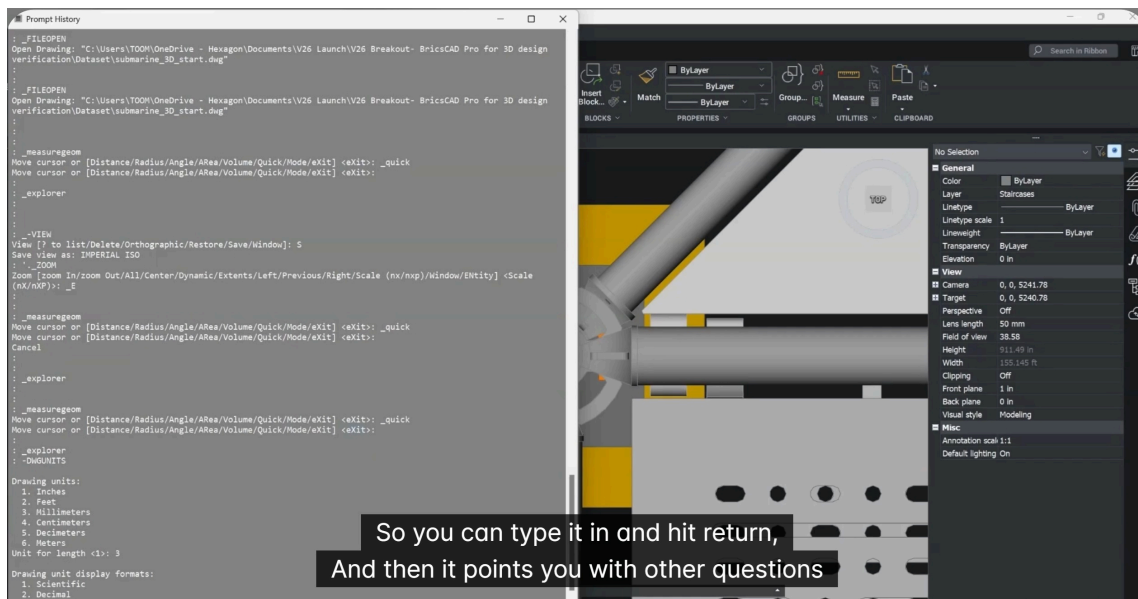 Prompt History
: _FILEOPEN
Open Drawing: "C:\Users\TOOM\OneDrive - Hexagon\Documents\V26 Launch\V26 Breakout- BricsCAD Pro for 3D design
verification\Dataset\submarine_3D_start.dwg"
:
:
: _FILEOPEN
Open Drawing: "C:\Users\TOOM\OneDrive - Hexagon\Documents\V26 Launch\V26 Breakout- BricsCAD Pro for 3D design
verification\Dataset\submarine_3D_start.dwg"
:
:
:
: _measuregeom
Move cursor or [Distance/Radius/Angle/ARea/Volume/Quick/Mode/eXit] <eXit>: _quick
Move cursor or [Distance/Radius/Angle/ARea/Volume/Quick/Mode/eXit] <eXit>:
:
: _explorer
:
:
: _-VIEW
View [? to list/Delete/Orthographic/Restore/Save/Window]: S
Save view as: IMPERIAL ISO
: '._ZOOM
Zoom [zoom In/zoom Out/All/Center/Dynamic/Extents/Left/Previous/Right/Scale (nx/nxp)/Window/ENtity] <Scale
(nX/nXP)>: _E
:
:
: _measuregeom
Move cursor or [Distance/Radius/Angle/ARea/Volume/Quick/Mode/eXit] <eXit>: _quick
Move cursor or [Distance/Radius/Angle/ARea/Volume/Quick/Mode/eXit] <eXit>:
Cancel
:
:
: _explorer
:
:
: _measuregeom
Move cursor or [Distance/Radius/Angle/ARea/Volume/Quick/Mode/eXit] <eXit>: _quick
Move cursor or [Distance/Radius/Angle/ARea/Volume/Quick/Mode/eXit] <eXit>:
:
: _explorer
: -DWGUNITS
Drawing units:
1. Inches
2. Feet
3. Millimeters
4. Centimeters
5. Decimeters
6. Meters
Unit for length <1>: 3
Drawing unit display formats:
1. Scientific
2. Decimal
Search in Ribbon
Insert
Block...
Match
ByLayer
ByLayer
ByLayer
Group...
Measure
Paste
BLOCKS
PROPERTIES
GROUPS
UTILITIES
CLIPBOARD
TOP
No Selection
General
Color ByLayer
Layer Staircases
Linetype ByLayer
Linetype scale 1
Lineweight ByLayer
Transparency ByLayer
Elevation 0 in
View
Camera 0, 0, 5241.78
Target 0, 0, 5240.78
Perspective Off
Lens length 50 mm
Field of view 38.58
Height 911.49 in
Width 155.145 ft
Clipping Off
Front plane 1 in
Back plane 0 in
Visual style Modeling
Misc
Annotation scal 1:1
Default lighting On
So you can type it in and hit return,
And then it points you with other questions